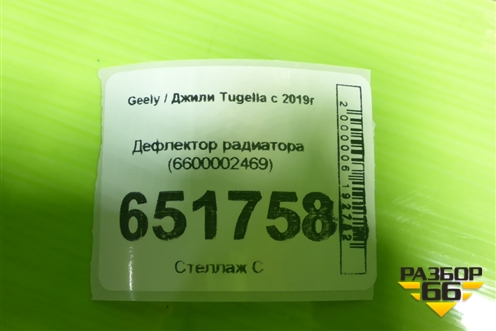 Geely / Джили Tugella с 2019г
Дефлектор радиатора
(6600002469)
651758
Стеллаж С
РАЗБОР
66